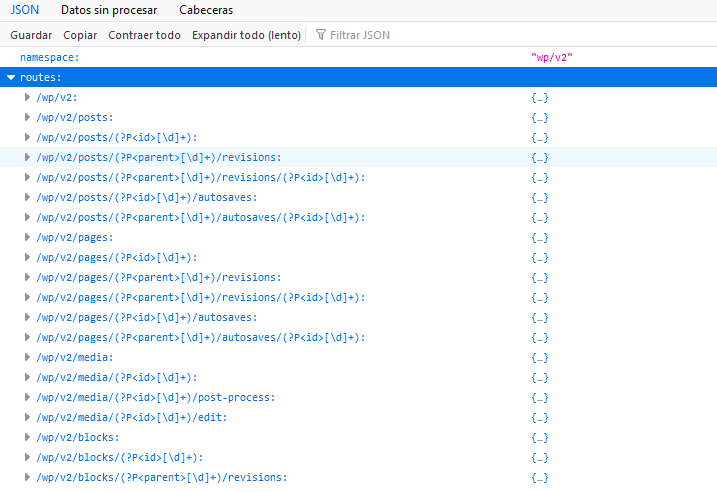 JSON Datos sin procesar Cabeceras
Guardar Copiar Contraer todo Expandir todo (lento) Filtrar JSON
namespace: "wp/v2"
routes:
/wp/v2: {…}
/wp/v2/posts: {…}
/wp/v2/posts/(?P<id>[\d]+): {…}
/wp/v2/posts/(?P<parent>[\d]+)/revisions: {…}
/wp/v2/posts/(?P<parent>[\d]+)/revisions/(?P<id>[\d]+): {…}
/wp/v2/posts/(?P<id>[\d]+)/autosaves: {…}
/wp/v2/posts/(?P<parent>[\d]+)/autosaves/(?P<id>[\d]+): {…}
/wp/v2/pages: {…}
/wp/v2/pages/(?P<id>[\d]+): {…}
/wp/v2/pages/(?P<parent>[\d]+)/revisions: {…}
/wp/v2/pages/(?P<parent>[\d]+)/revisions/(?P<id>[\d]+): {…}
/wp/v2/pages/(?P<id>[\d]+)/autosaves: {…}
/wp/v2/pages/(?P<parent>[\d]+)/autosaves/(?P<id>[\d]+): {…}
/wp/v2/media: {…}
/wp/v2/media/(?P<id>[\d]+): {…}
/wp/v2/media/(?P<id>[\d]+)/post-process: {…}
/wp/v2/media/(?P<id>[\d]+)/edit: {…}
/wp/v2/blocks: {…}
/wp/v2/blocks/(?P<id>[\d]+): {…}
/wp/v2/blocks/(?P<parent>[\d]+)/revisions: {…}